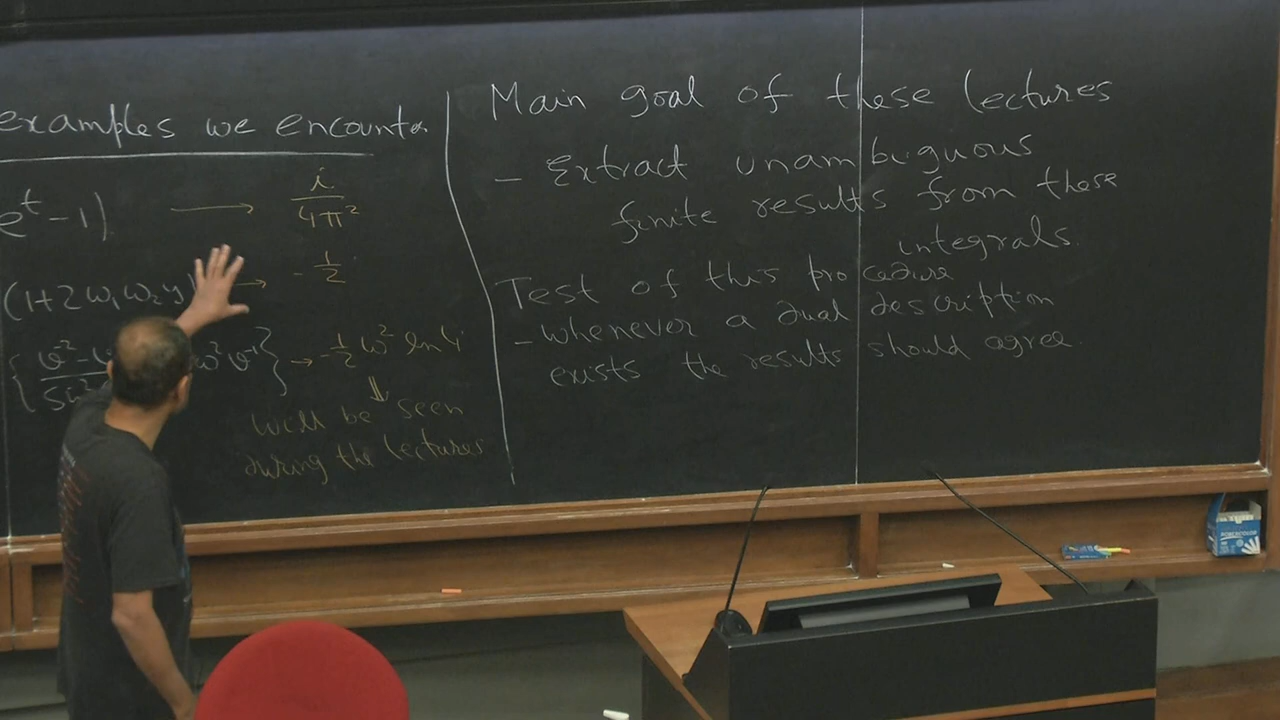 examples we encounter
e^t - 1) → i/4π²
(1+2ω₁ω₂y) → -1/2
ω²v⁻¹} → -1/2 ω² ln 4
⇓
Will be seen
during the lectures
Main goal of these lectures
- Extract unambiguous
finite results from these
integrals.
Test of this procedure
- whenever a dual description
exists the results should agree.